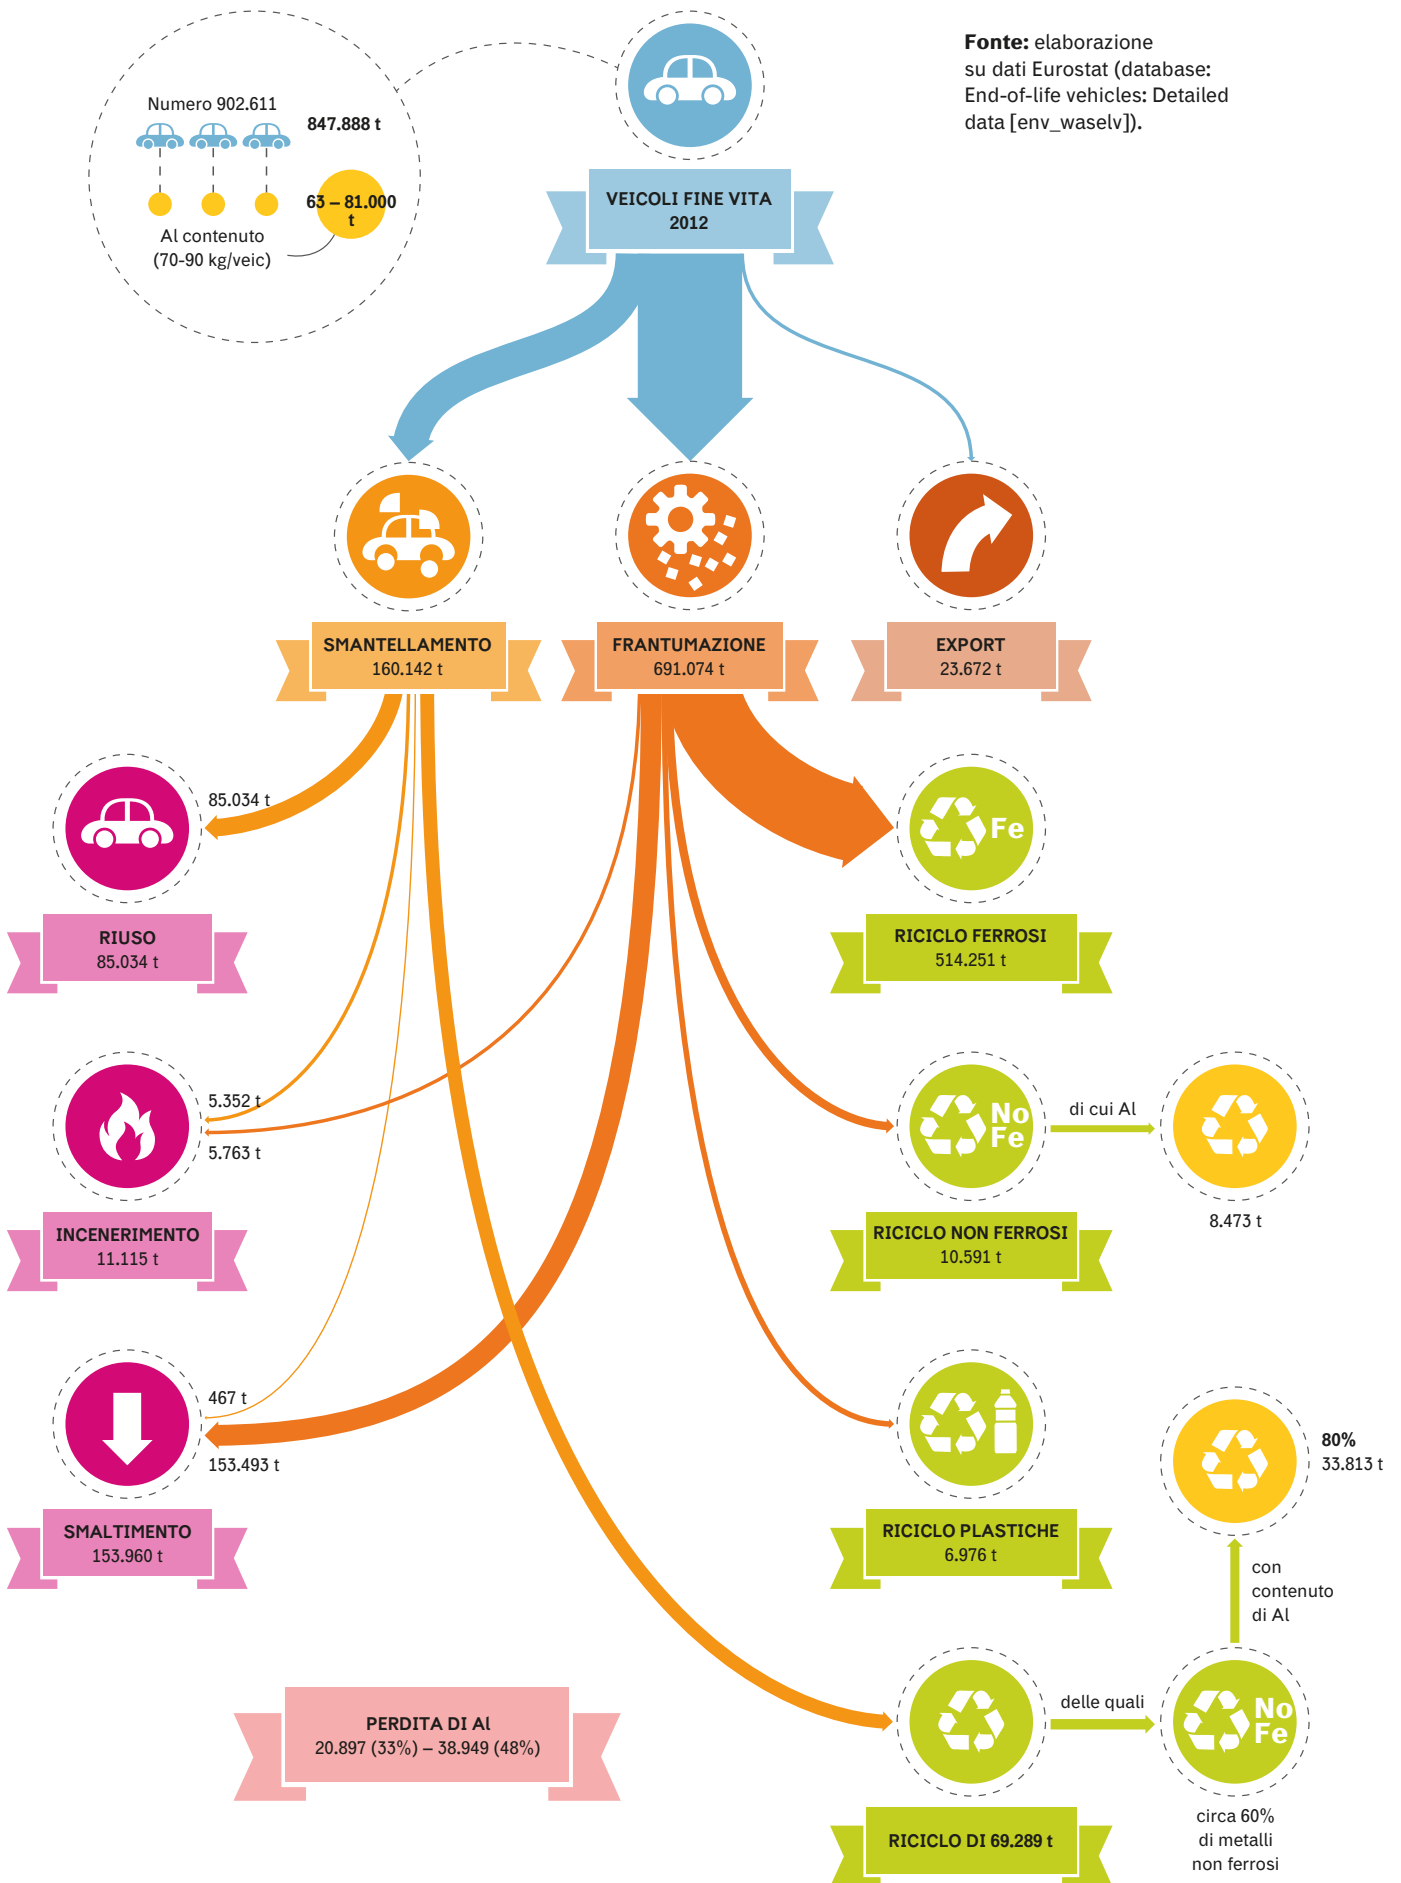 Fonte: elaborazione
su dati Eurostat (database:
End-of-life vehicles: Detailed
data [env_waselv]).
Numero 902.611
847.888 t
63 – 81.000
t
Al contenuto
(70-90 kg/veic)
VEICOLI FINE VITA
2012
SMANTELLAMENTO
160.142 t
FRANTUMAZIONE
691.074 t
EXPORT
23.672 t
85.034 t
Fe
RIUSO
85.034 t
RICICLO FERROSI
514.251 t
5.352 t
5.763 t
No
Fe
di cui Al
8.473 t
INCENERIMENTO
11.115 t
RICICLO NON FERROSI
10.591 t
467 t
153.493 t
80%
33.813 t
SMALTIMENTO
153.960 t
RICICLO PLASTICHE
6.976 t
con
contenuto
di Al
PERDITA DI Al
20.897 (33%) – 38.949 (48%)
delle quali
No
Fe
RICICLO DI 69.289 t
circa 60%
di metalli
non ferrosi